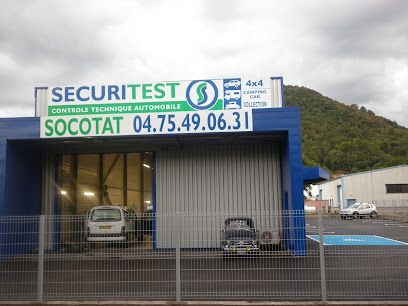 SECURITEST
CONTROLE TECHNIQUE AUTOMOBILE
S
4x4
CAMPING
CAR
COLLECTION
SOCOTAT 04.75.49.06.31